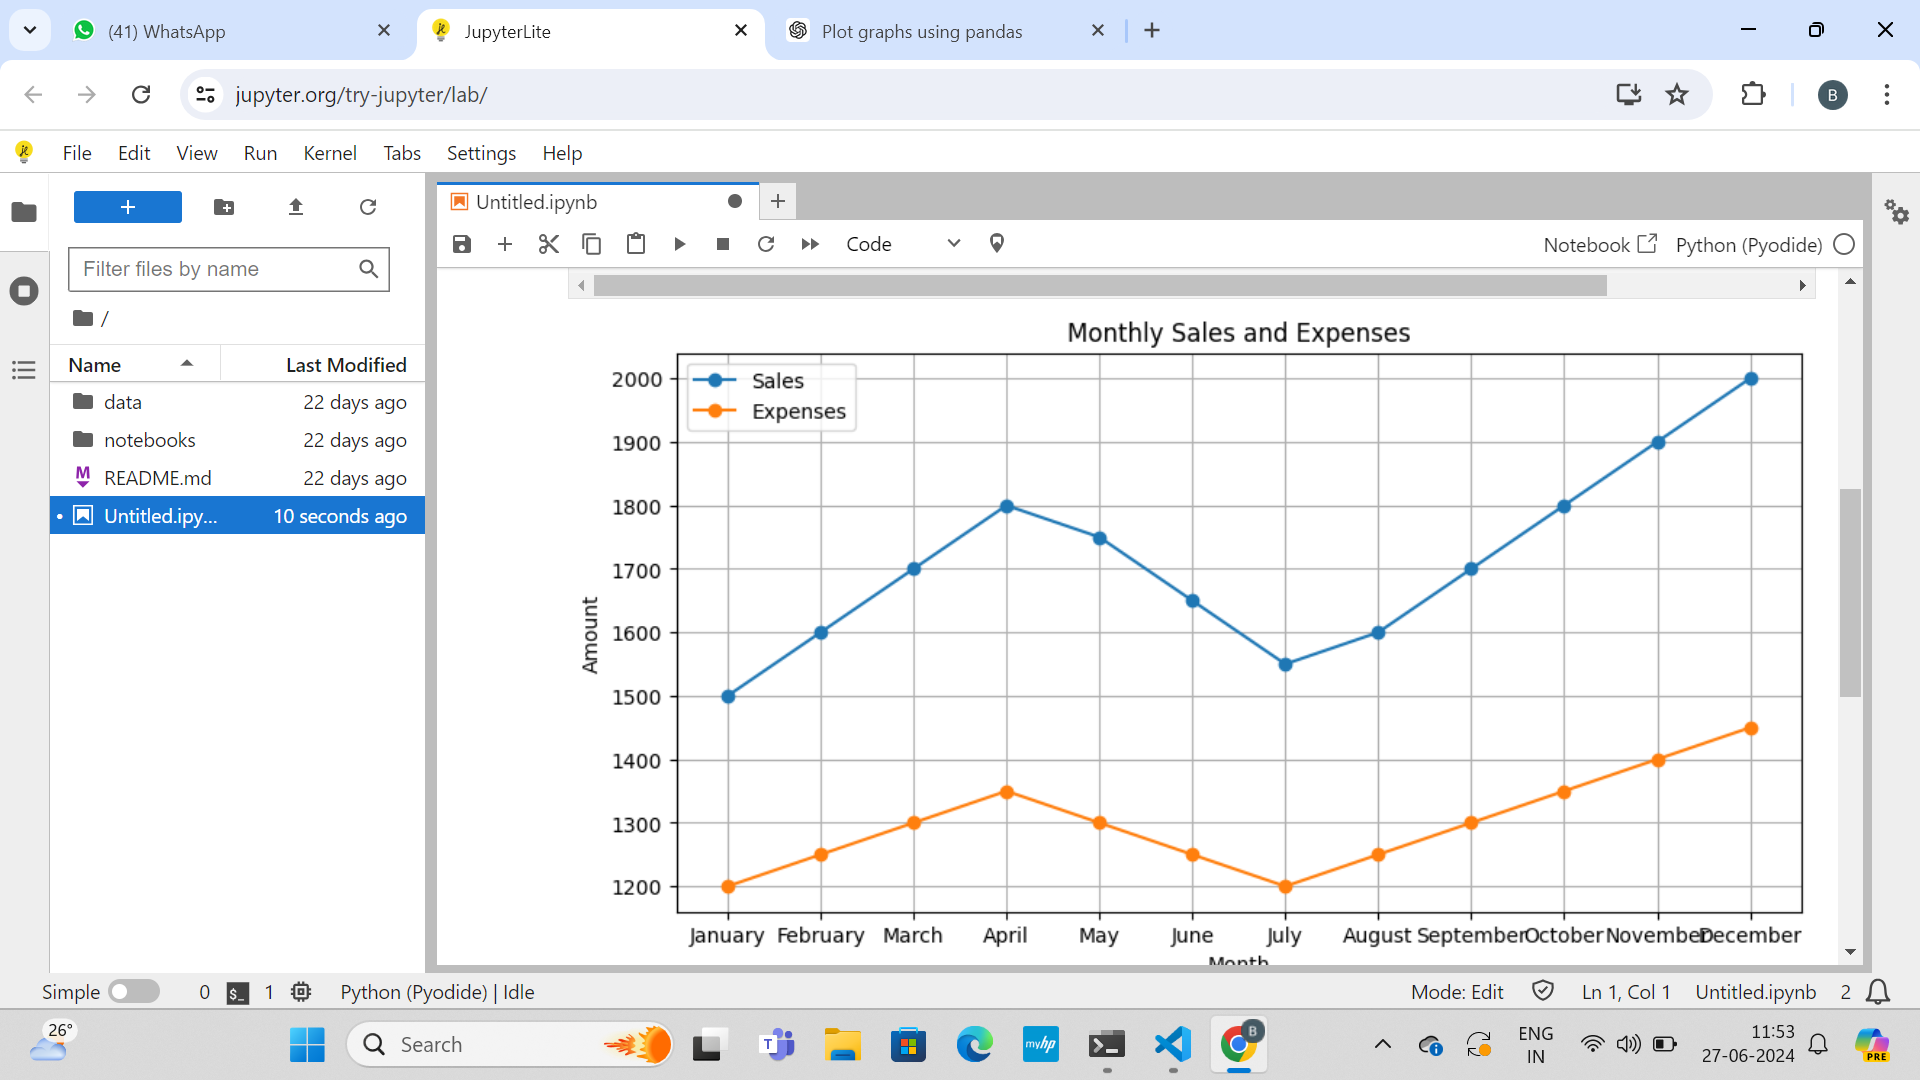 (41) WhatsApp
JupyterLite
Plot graphs using pandas
jupyter.org/try-jupyter/lab/
B
File Edit View Run Kernel Tabs Settings Help
Untitled.ipynb
Code
Notebook
Python (Pyodide)
Filter files by name
/
Name
Last Modified
data 22 days ago
notebooks 22 days ago
README.md 22 days ago
Untitled.ipy... 10 seconds ago
Monthly Sales and Expenses
Sales
Expenses
2000
1900
1800
1700
1600
1500
1400
1300
1200
Amount
January February March April May June July August September October November December
Month
Simple
0
1
Python (Pyodide) | Idle
Mode: Edit
Ln 1, Col 1
Untitled.ipynb
2
26°
Search
myhp
B
ENG
IN
11:53
27-06-2024
PRE